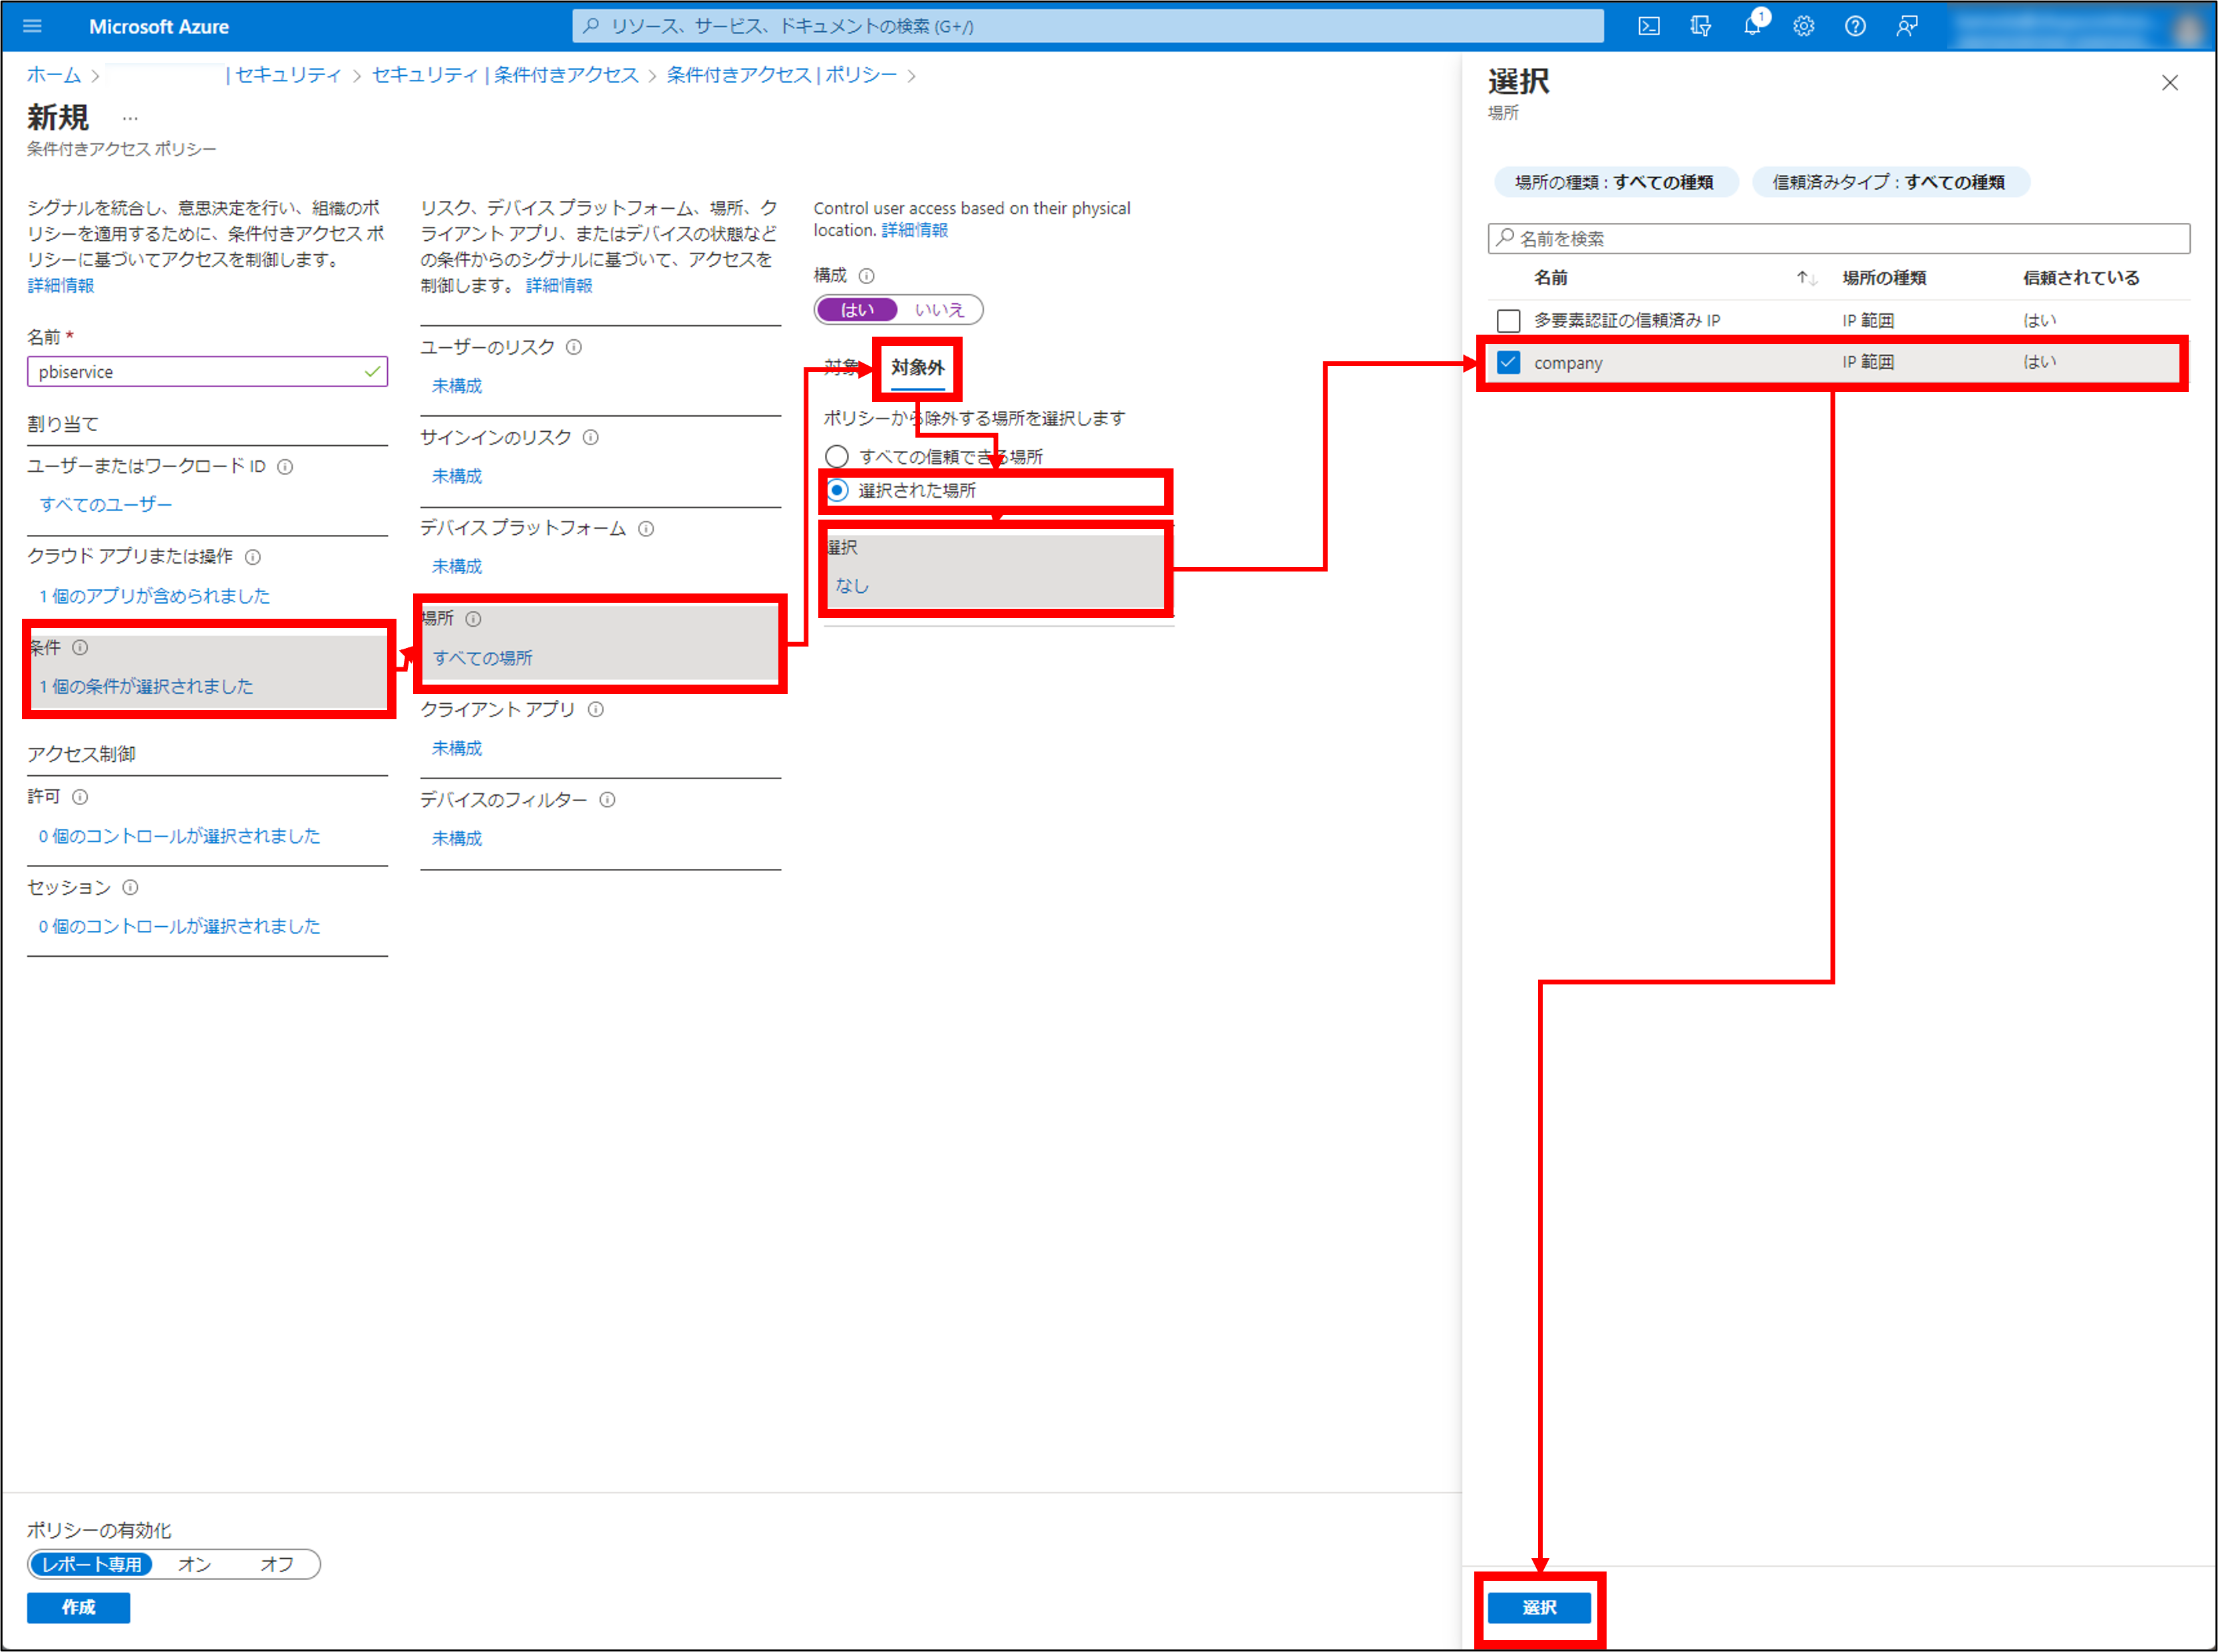 Microsoft Azure
リソース、サービス、ドキュメントの検索 (G+/)
1
ホーム > | セキュリティ > セキュリティ | 条件付きアクセス > 条件付きアクセス | ポリシー >
新規 …
条件付きアクセス ポリシー
シグナルを統合し、意思決定を行い、組織のポ
リシーを適用するために、条件付きアクセス ポ
リシーに基づいてアクセスを制御します。
詳細情報
名前 *
pbiservice
割り当て
ユーザーまたはワークロード ID
すべてのユーザー
クラウド アプリまたは操作
1 個のアプリが含められました
条件
1 個の条件が選択されました
アクセス制御
許可
0 個のコントロールが選択されました
セッション
0 個のコントロールが選択されました
リスク、デバイス プラットフォーム、場所、ク
ライアント アプリ、またはデバイスの状態など
の条件からのシグナルに基づいて、アクセスを
制御します。 詳細情報
ユーザーのリスク
未構成
サインインのリスク
未構成
デバイス プラットフォーム
未構成
場所
すべての場所
クライアント アプリ
未構成
デバイスのフィルター
未構成
Control user access based on their physical
location. 詳細情報
構成
はい いいえ
対象 対象外
ポリシーから除外する場所を選択します
すべての信頼できる場所
選択された場所
選択
なし
ポリシーの有効化
レポート専用 オン オフ
作成
選択
場所
場所の種類 : すべての種類 信頼済みタイプ : すべての種類
名前を検索
名前 ↑↓ 場所の種類 信頼されている
多要素認証の信頼済み IP IP 範囲 はい
company IP 範囲 はい
選択